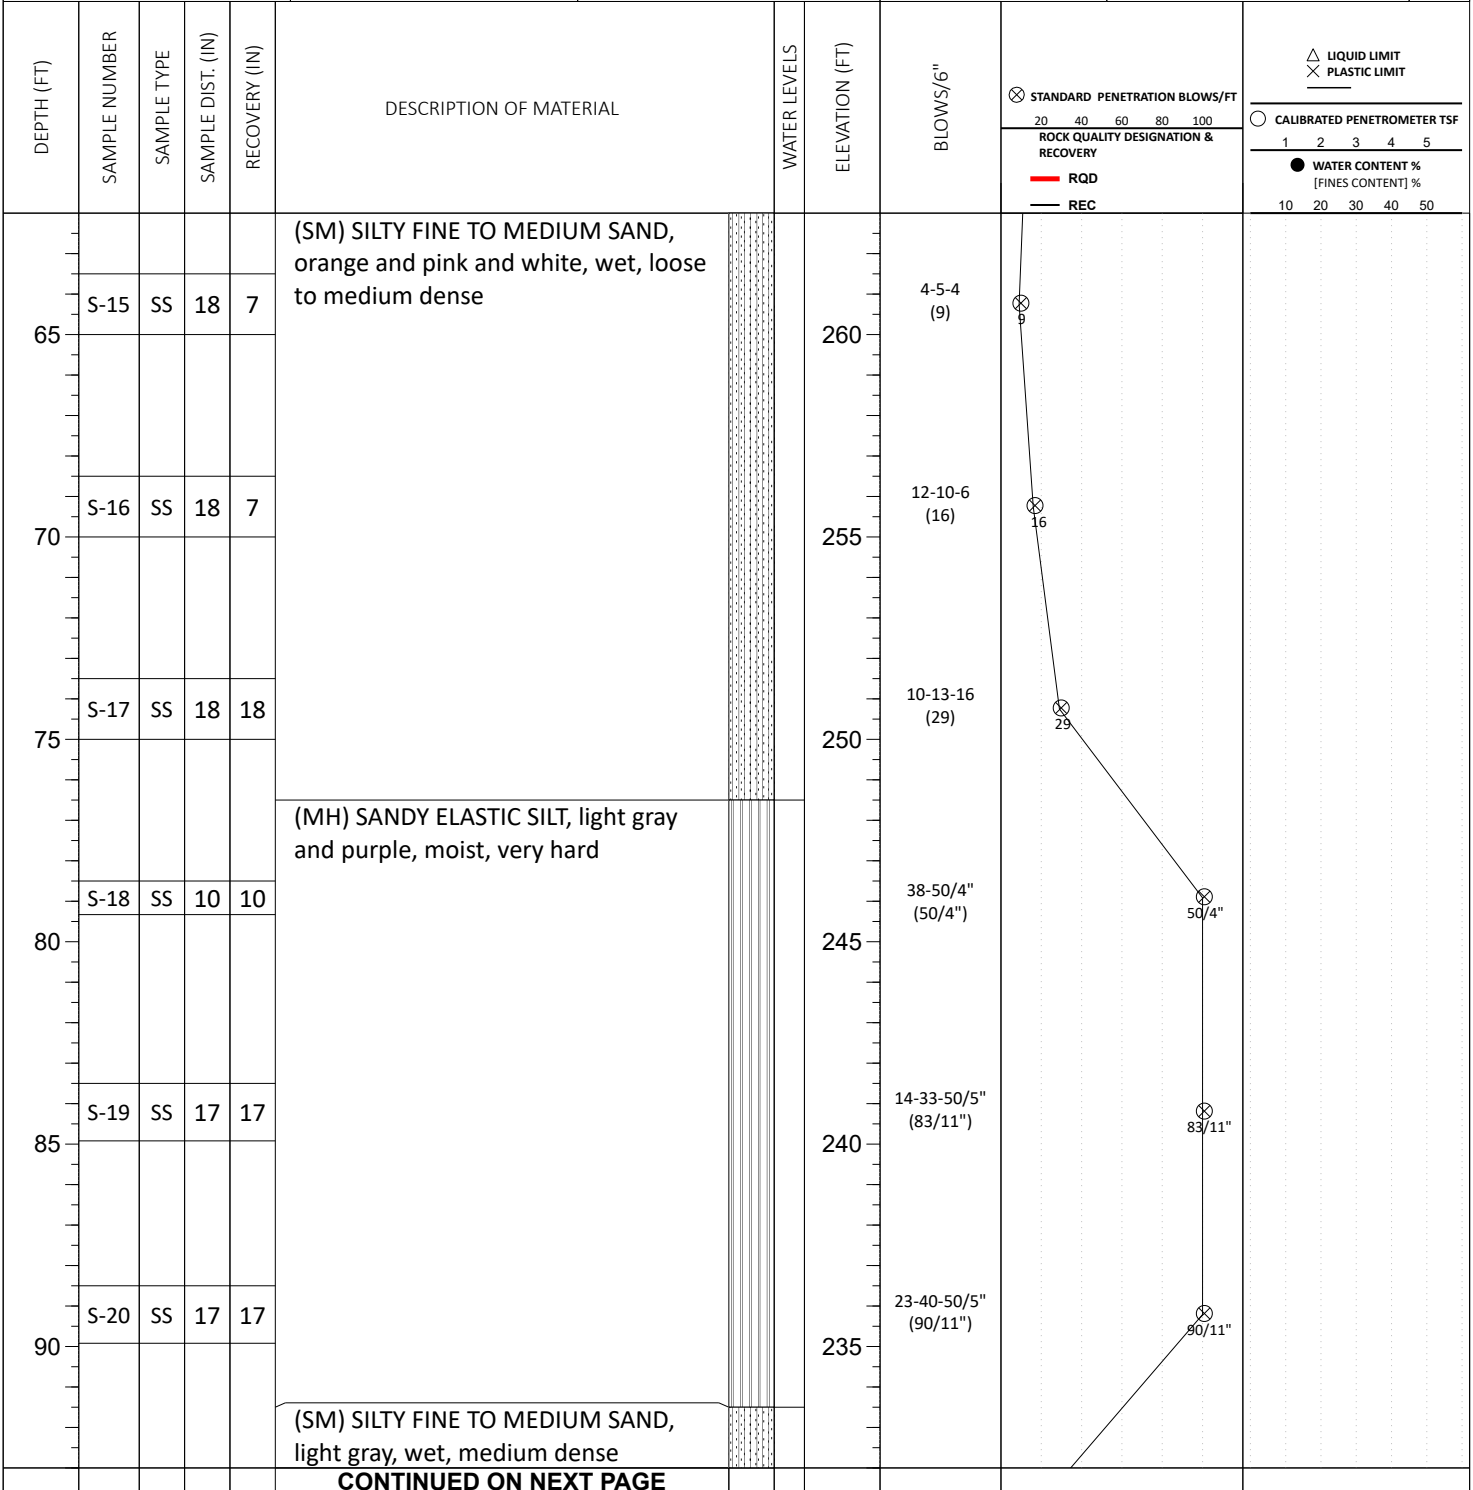 DEPTH (FT)
SAMPLE NUMBER
SAMPLE TYPE
SAMPLE DIST. (IN)
RECOVERY (IN)
DESCRIPTION OF MATERIAL
WATER LEVELS
ELEVATION (FT)
BLOWS/6"
STANDARD PENETRATION BLOWS/FT
20 40 60 80 100
ROCK QUALITY DESIGNATION &
RECOVERY
RQD
REC
LIQUID LIMIT
PLASTIC LIMIT
CALIBRATED PENETROMETER TSF
1 2 3 4 5
WATER CONTENT %
[FINES CONTENT] %
10 20 30 40 50
(SM) SILTY FINE TO MEDIUM SAND,
orange and pink and white, wet, loose
to medium dense
S-15 SS 18 7
4-5-4
(9)
9
65
260
S-16 SS 18 7
12-10-6
(16)
16
70
255
S-17 SS 18 18
10-13-16
(29)
29
75
250
(MH) SANDY ELASTIC SILT, light gray
and purple, moist, very hard
S-18 SS 10 10
38-50/4"
(50/4")
50/4"
80
245
S-19 SS 17 17
14-33-50/5"
(83/11")
83/11"
85
240
S-20 SS 17 17
23-40-50/5"
(90/11")
90/11"
90
235
(SM) SILTY FINE TO MEDIUM SAND,
light gray, wet, medium dense
CONTINUED ON NEXT PAGE